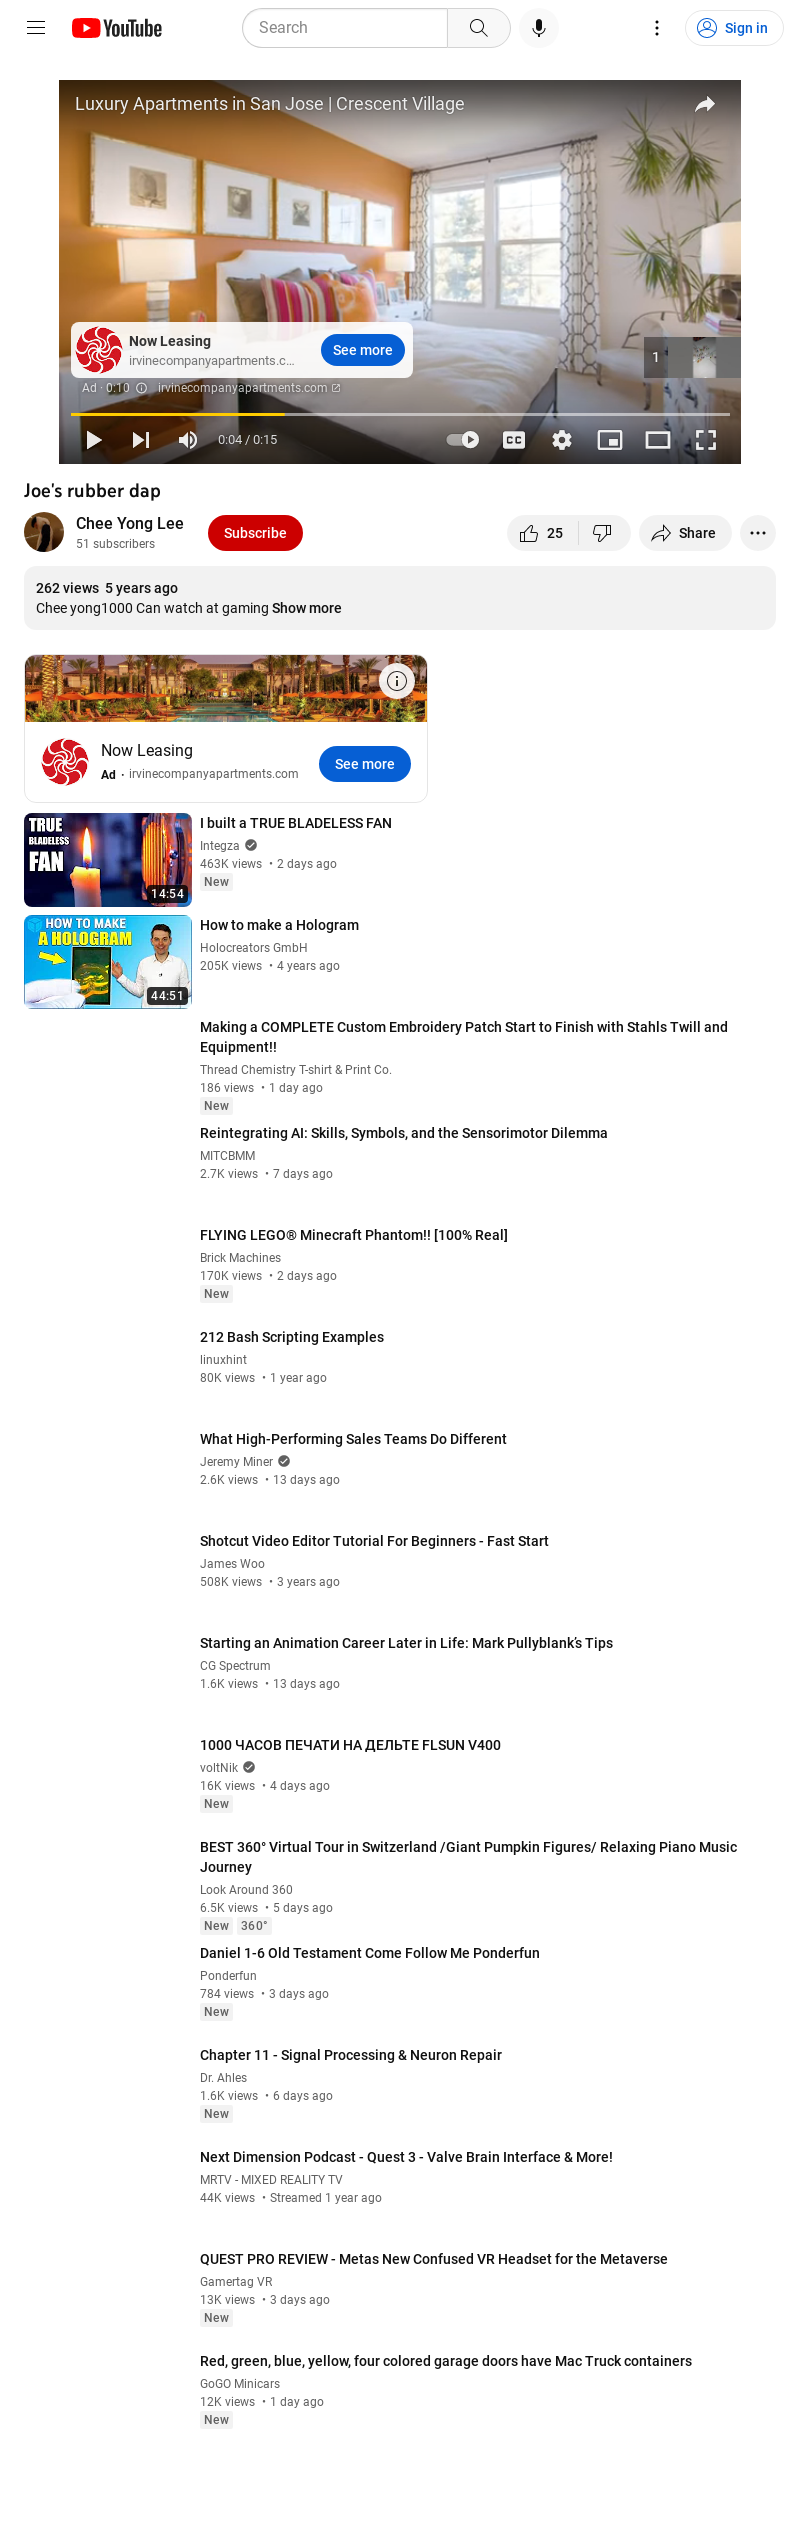 YouTube
Search
Sign in
Luxury Apartments in San Jose | Crescent Village
Now Leasing
irvinecompanyapartments.c...
See more
1
Ad · 0:10
irvinecompanyapartments.com
0:04 / 0:15
CC
Joe's rubber dap
Chee Yong Lee
51 subscribers
Subscribe
25
Share
262 views 5 years ago
Chee yong1000 Can watch at gaming Show more
Now Leasing
Ad · irvinecompanyapartments.com
See more
TRUE
BLADELESS
FAN
14:54
I built a TRUE BLADELESS FAN
Integza
463K views • 2 days ago
New
HOW TO MAKE
A HOLOGRAM
44:51
How to make a Hologram
Holocreators GmbH
205K views • 4 years ago
Making a COMPLETE Custom Embroidery Patch Start to Finish with Stahls Twill and
Equipment!!
Thread Chemistry T-shirt & Print Co.
186 views • 1 day ago
New
Reintegrating AI: Skills, Symbols, and the Sensorimotor Dilemma
MITCBMM
2.7K views • 7 days ago
FLYING LEGO® Minecraft Phantom!! [100% Real]
Brick Machines
170K views • 2 days ago
New
212 Bash Scripting Examples
linuxhint
80K views • 1 year ago
What High-Performing Sales Teams Do Different
Jeremy Miner
2.6K views • 13 days ago
Shotcut Video Editor Tutorial For Beginners - Fast Start
James Woo
508K views • 3 years ago
Starting an Animation Career Later in Life: Mark Pullyblank’s Tips
CG Spectrum
1.6K views • 13 days ago
1000 ЧАСОВ ПЕЧАТИ НА ДЕЛЬТЕ FLSUN V400
voltNik
16K views • 4 days ago
New
BEST 360° Virtual Tour in Switzerland /Giant Pumpkin Figures/ Relaxing Piano Music
Journey
Look Around 360
6.5K views • 5 days ago
New 360°
Daniel 1-6 Old Testament Come Follow Me Ponderfun
Ponderfun
784 views • 3 days ago
New
Chapter 11 - Signal Processing & Neuron Repair
Dr. Ahles
1.6K views • 6 days ago
New
Next Dimension Podcast - Quest 3 - Valve Brain Interface & More!
MRTV - MIXED REALITY TV
44K views • Streamed 1 year ago
QUEST PRO REVIEW - Metas New Confused VR Headset for the Metaverse
Gamertag VR
13K views • 3 days ago
New
Red, green, blue, yellow, four colored garage doors have Mac Truck containers
GoGO Minicars
12K views • 1 day ago
New